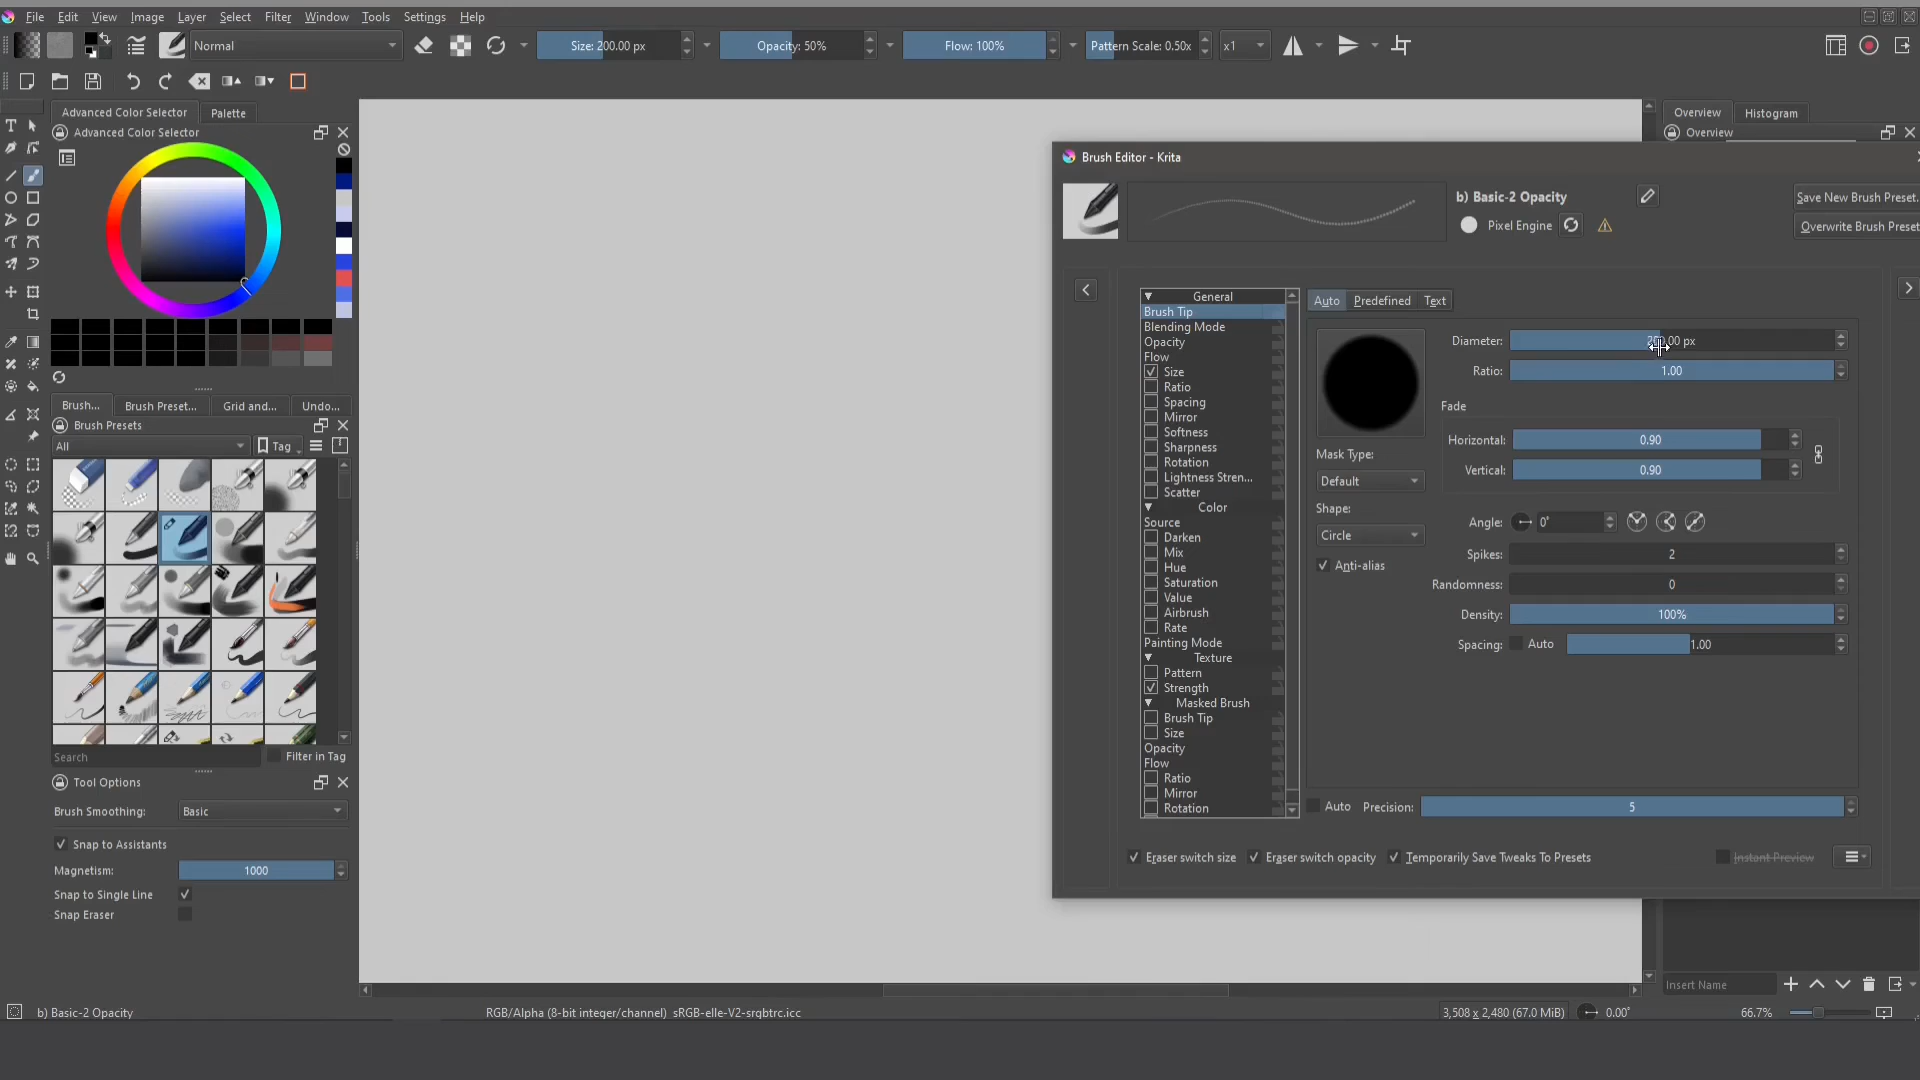 File Edit View Image Layer Select Filter Window Tools Settings Help
Normal Size: 200.00 px Opacity: 50% Flow: 100% Pattern Scale: 0.50x x1
Advanced Color Selector Palette
Advanced Color Selector
Overview Histogram
Overview
Brush Editor - Krita
b) Basic-2 Opacity
Pixel Engine
Save New Brush Preset.
Overwrite Brush Preset
General
Brush Tip
Blending Mode
Opacity
Flow
Size
Ratio
Spacing
Mirror
Softness
Sharpness
Rotation
Lightness Stren...
Scatter
Color
Source
Darken
Mix
Hue
Saturation
Value
Airbrush
Rate
Painting Mode
Texture
Pattern
Strength
Masked Brush
Brush Tip
Size
Opacity
Flow
Ratio
Mirror
Rotation
Auto Predefined Text
Diameter: .00 px
Ratio: 1.00
Fade
Horizontal: 0.90
Vertical: 0.90
Mask Type:
Default
Shape:
Circle
Anti-alias
Angle: 0°
Spikes: 2
Randomness: 0
Density: 100%
Spacing: Auto 1.00
Auto Precision: 5
Eraser switch size Eraser switch opacity Temporarily Save Tweaks To Presets Instant Preview
Brush... Brush Preset... Grid and... Undo...
Brush Presets
All Tag
Search Filter in Tag
Tool Options
Brush Smoothing: Basic
Snap to Assistants
Magnetism: 1000
Snap to Single Line
Snap Eraser
Insert Name
b) Basic-2 Opacity RGB/Alpha (8-bit integer/channel) sRGB-elle-V2-srgbtrc.icc 3,508 x 2,480 (67.0 MiB) 0.00° 66.7%